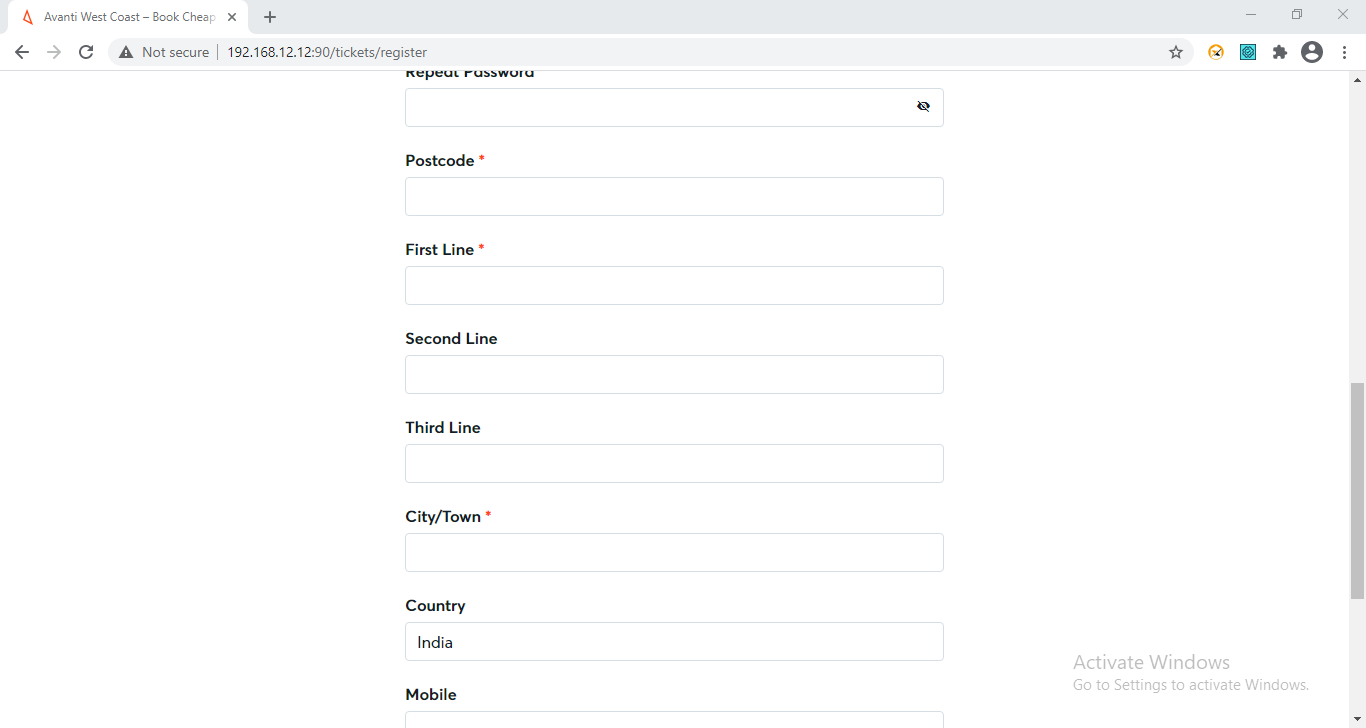 Avanti West Coast – Book Cheap
Not secure
192.168.12.12:90/tickets/register
Repeat Password
Postcode *
First Line *
Second Line
Third Line
City/Town *
Country
India
Mobile
Activate Windows
Go to Settings to activate Windows.